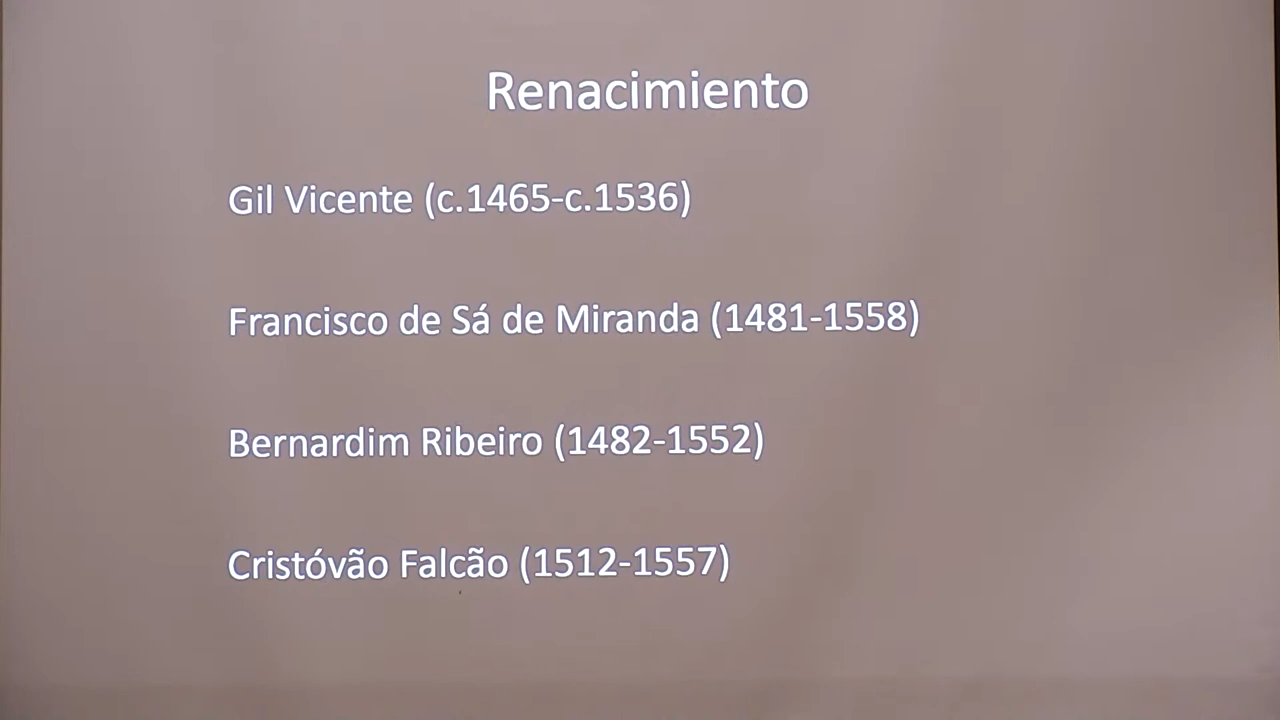 Renacimiento
Gil Vicente (c.1465-c.1536)
Francisco de Sá de Miranda (1481-1558)
Bernardim Ribeiro (1482-1552)
Cristóvão Falcão (1512-1557)